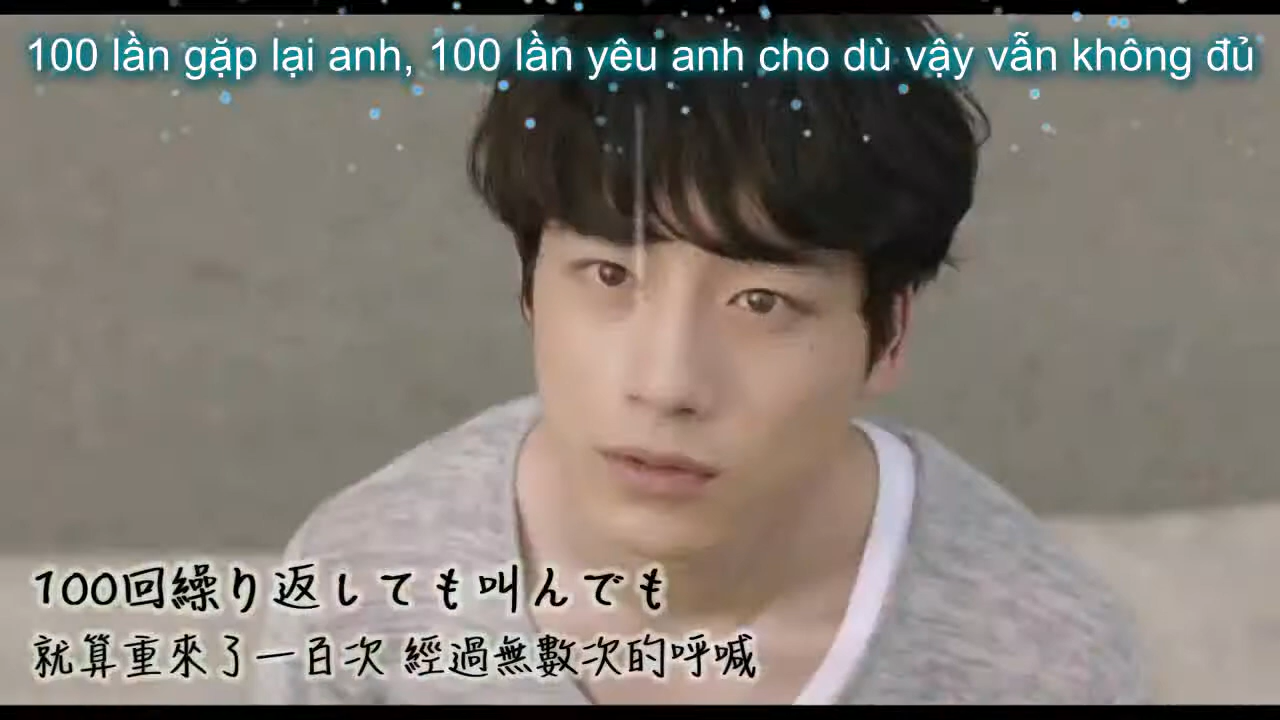 100 lần gặp lại anh, 100 lần yêu anh cho dù vậy vẫn không đủ
100回繰り返しても叫んでも
就算重來了一百次 經過無數次的呼喊